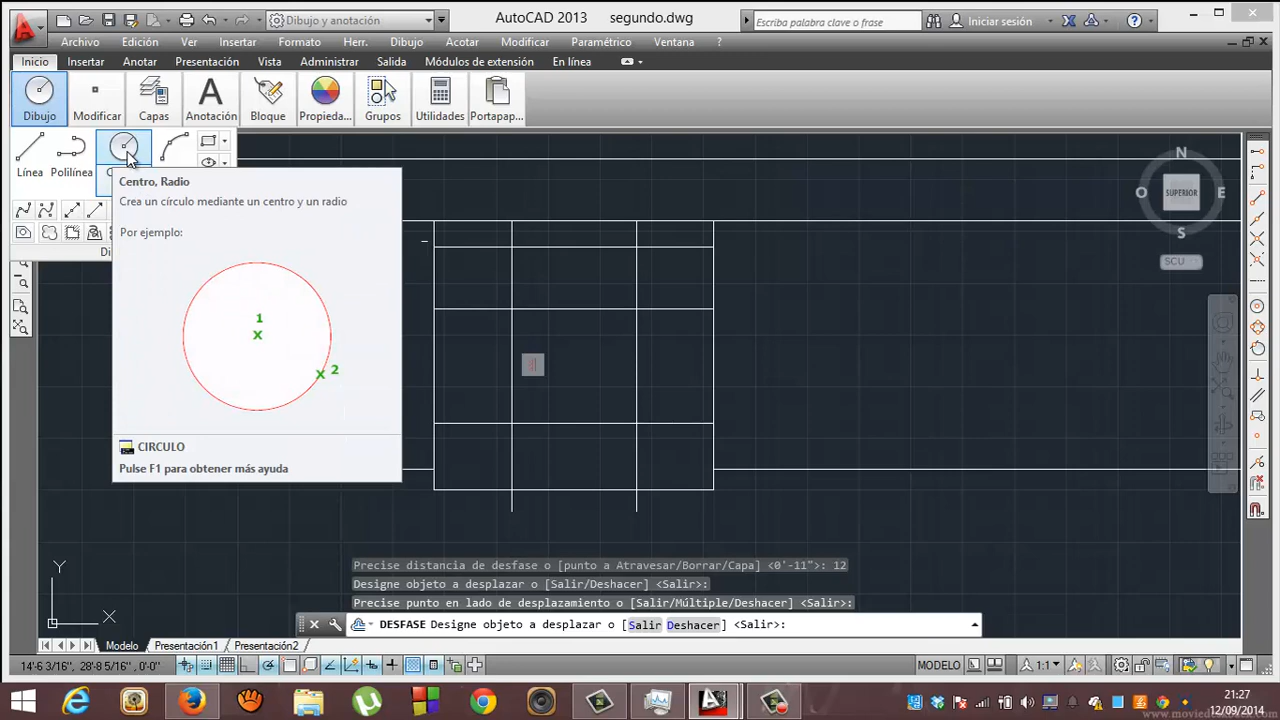 Dibujo y anotación
AutoCAD 2013 segundo.dwg
Escriba palabra clave o frase
Iniciar sesión
Archivo Edición Ver Insertar Formato Herr. Dibujo Acotar Modificar Paramétrico Ventana ?
Inicio Insertar Anotar Presentación Vista Administrar Salida Módulos de extensión En línea
Dibujo Modificar Capas Anotación Bloque Propieda... Grupos Utilidades Portapap...
Línea Polilínea
Centro, Radio
Crea un círculo mediante un centro y un radio
Por ejemplo:
1
2
CIRCULO
Pulse F1 para obtener más ayuda
N
O SUPERIOR E
S
SCU
Y
X
Precise distancia de desfase o [punto a Atravesar/Borrar/Capa] <0'-11">: 12
Designe objeto a desplazar o [Salir/Deshacer] <Salir>:
Precise punto en lado de desplazamiento o [Salir/Múltiple/Deshacer] <Salir>:
DESFASE Designe objeto a desplazar o [Salir Deshacer] <Salir>:
Modelo Presentación1 Presentación2
14'-6 3/16", 28'-8 5/16", 0'-0"
MODELO
1:1
21:27
12/09/2014